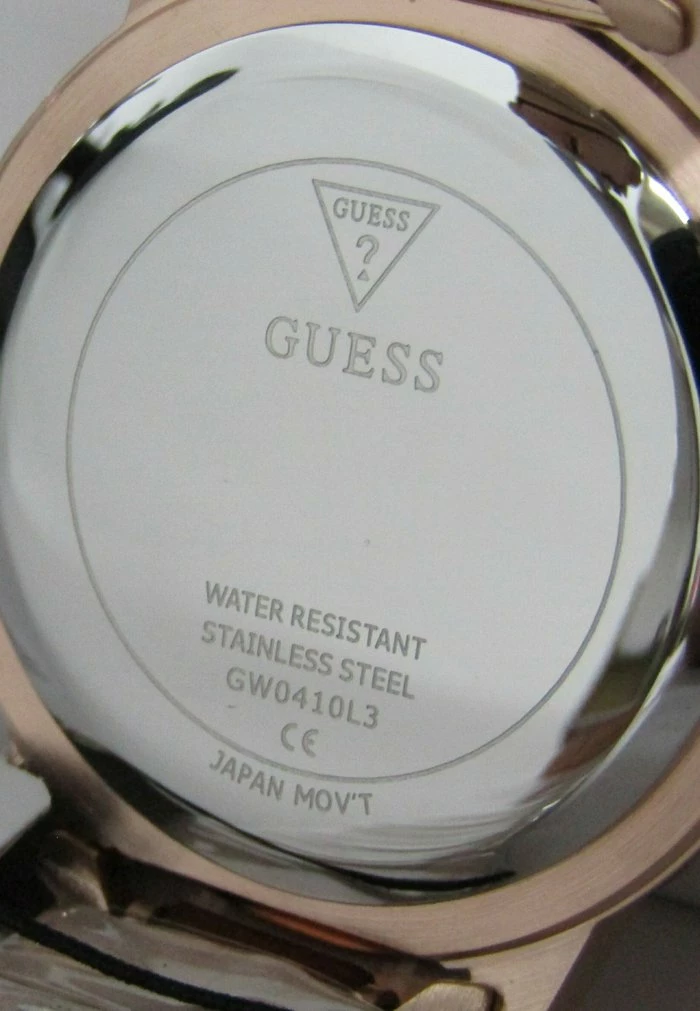 GUESS
?
GUESS
WATER RESISTANT
STAINLESS STEEL
GW0410L3
CE
JAPAN MOV'T